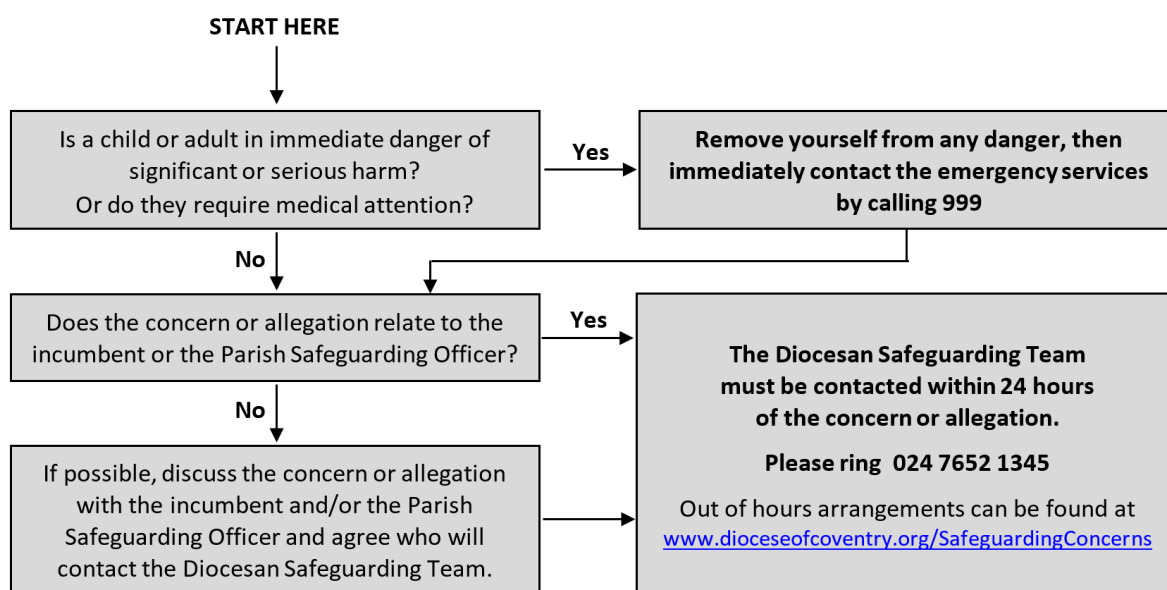 START HERE
Is a child or adult in immediate danger of
significant or serious harm?
Or do they require medical attention?
Yes
Remove yourself from any danger, then
immediately contact the emergency services
by calling 999
No
Does the concern or allegation relate to the
incumbent or the Parish Safeguarding Officer?
Yes
The Diocesan Safeguarding Team
must be contacted within 24 hours
of the concern or allegation.
Please ring  024 7652 1345
Out of hours arrangements can be found at
www.dioceseofcoventry.org/SafeguardingConcerns
No
If possible, discuss the concern or allegation
with the incumbent and/or the Parish
Safeguarding Officer and agree who will
contact the Diocesan Safeguarding Team.